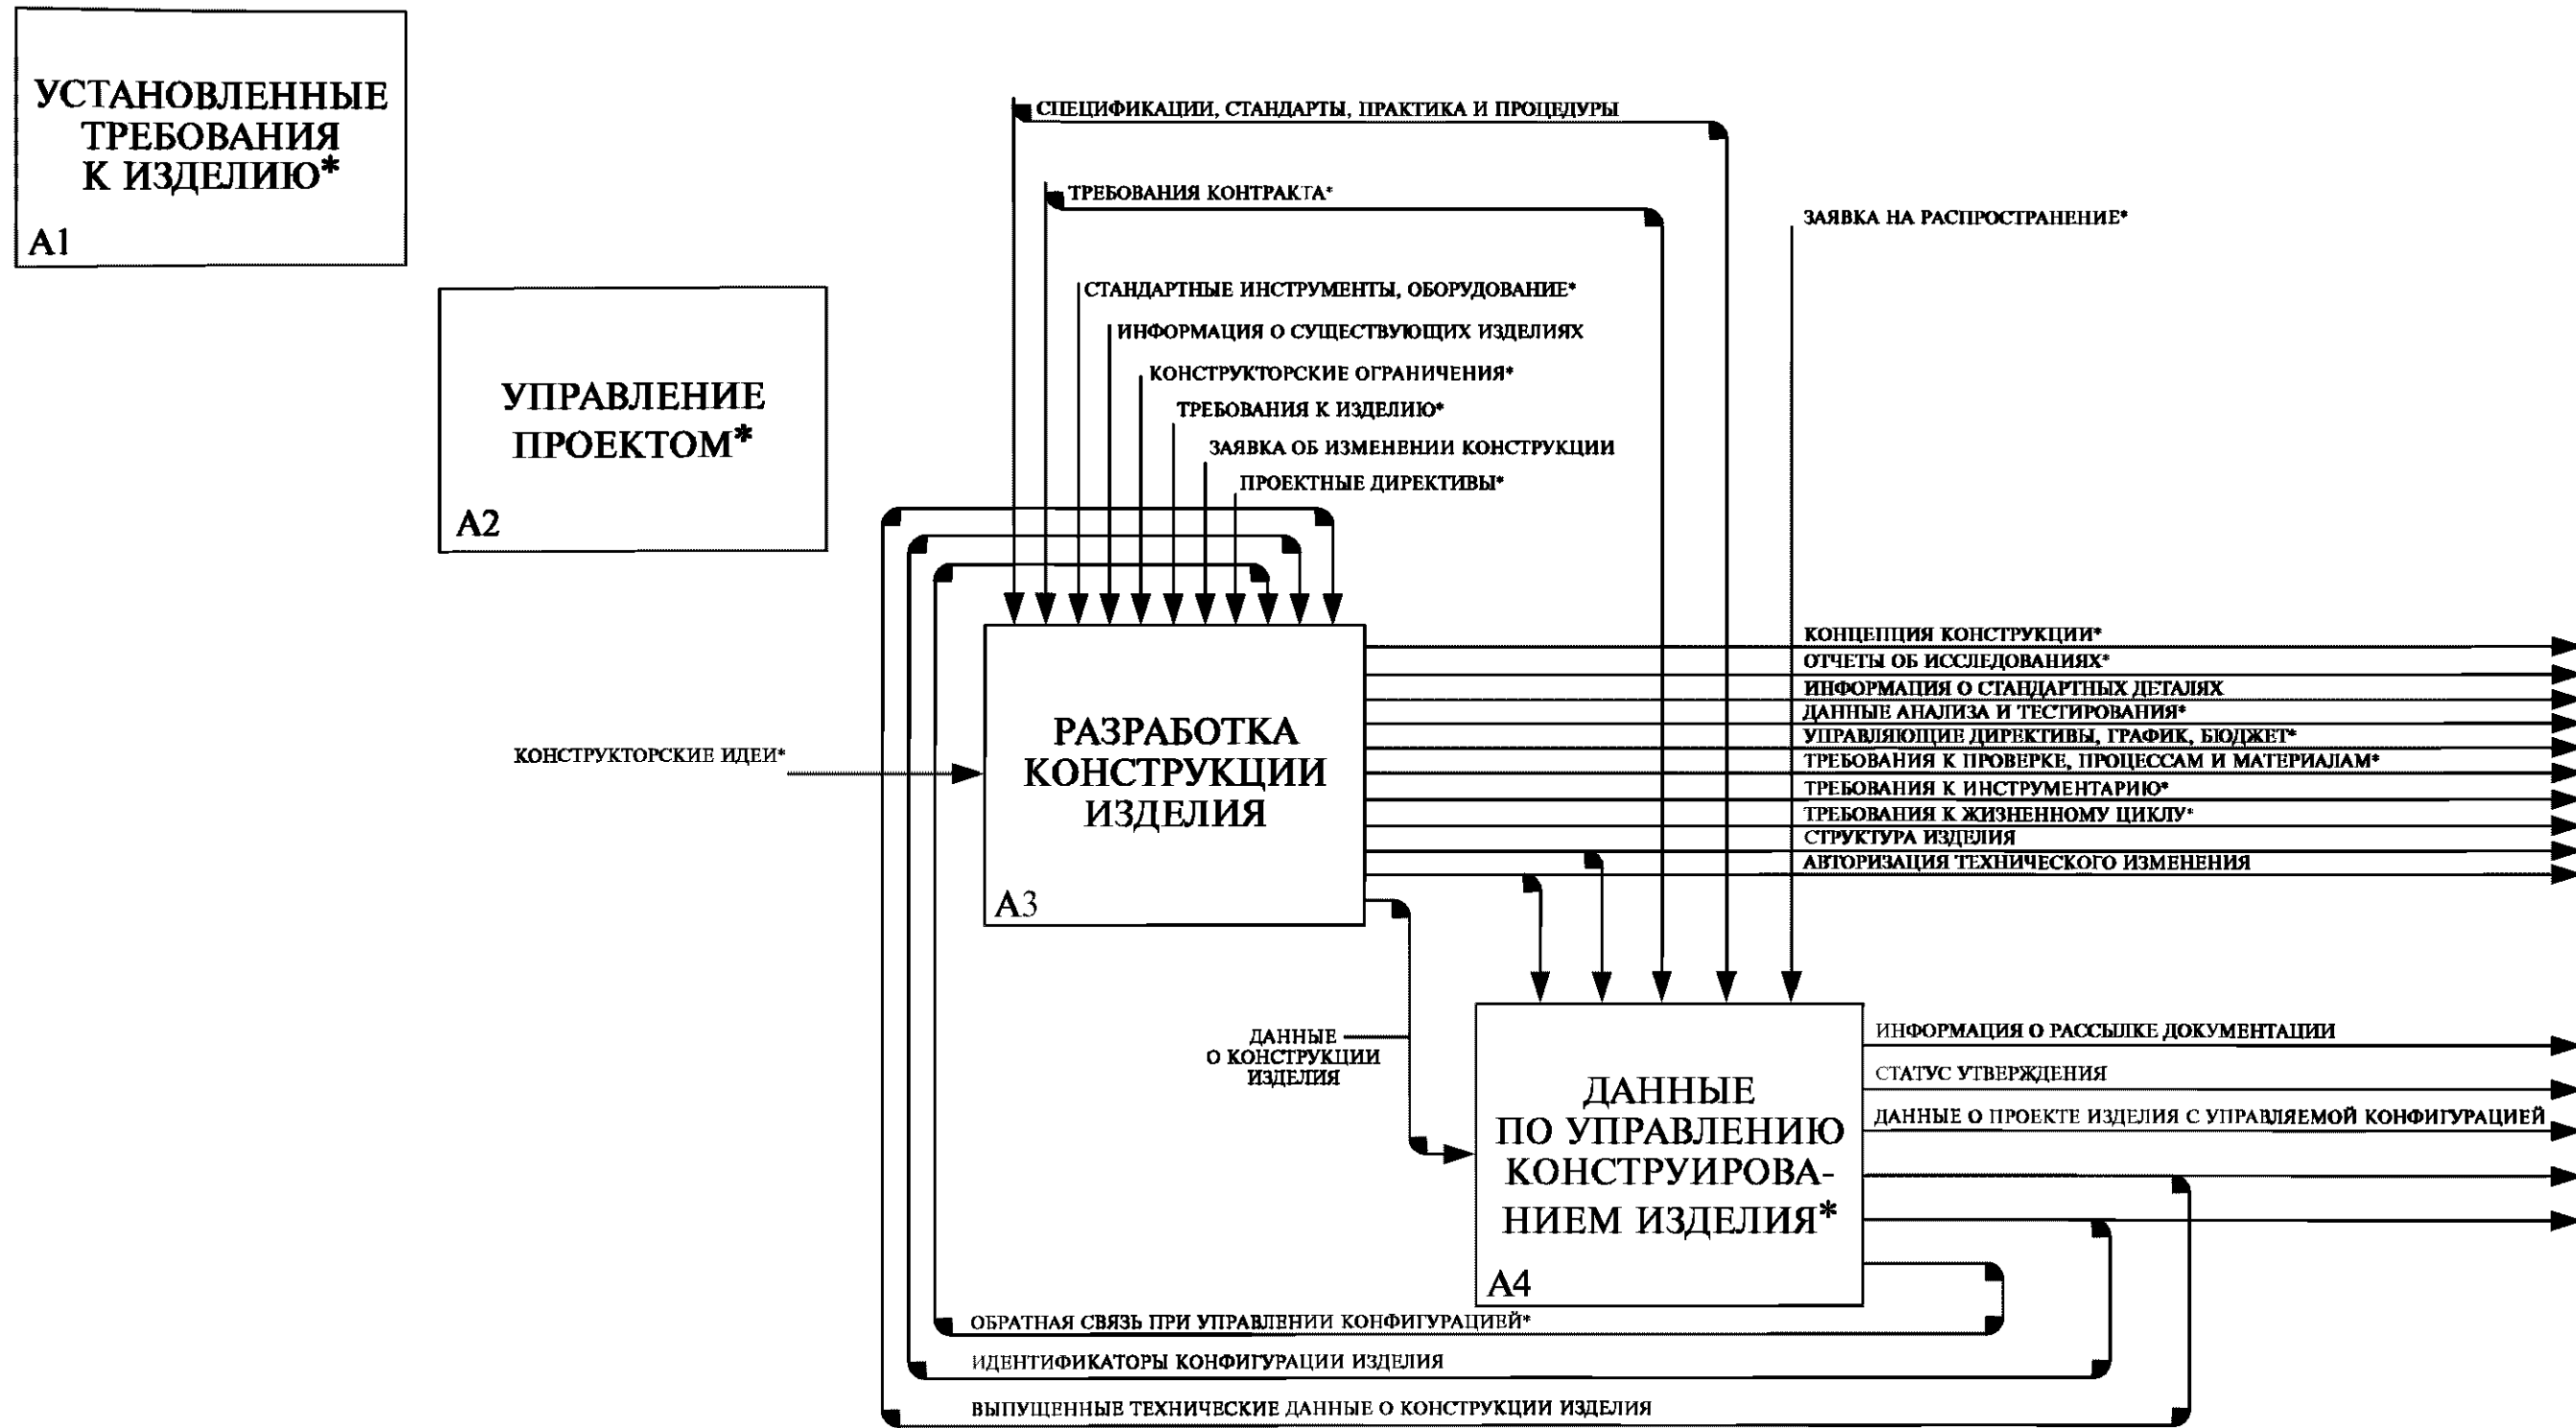 УСТАНОВЛЕННЫЕ
ТРЕБОВАНИЯ
К ИЗДЕЛИЮ*
A1
УПРАВЛЕНИЕ
ПРОЕКТОМ*
A2
СПЕЦИФИКАЦИИ, СТАНДАРТЫ, ПРАКТИКА И ПРОЦЕДУРЫ
ТРЕБОВАНИЯ КОНТРАКТА*
ЗАЯВКА НА РАСПРОСТРАНЕНИЕ*
СТАНДАРТНЫЕ ИНСТРУМЕНТЫ, ОБОРУДОВАНИЕ*
ИНФОРМАЦИЯ О СУЩЕСТВУЮЩИХ ИЗДЕЛИЯХ
КОНСТРУКТОРСКИЕ ОГРАНИЧЕНИЯ*
ТРЕБОВАНИЯ К ИЗДЕЛИЮ*
ЗАЯВКА ОБ ИЗМЕНЕНИИ КОНСТРУКЦИИ
ПРОЕКТНЫЕ ДИРЕКТИВЫ*
КОНСТРУКТОРСКИЕ ИДЕИ*
РАЗРАБОТКА
КОНСТРУКЦИИ
ИЗДЕЛИЯ
A3
КОНЦЕПЦИЯ КОНСТРУКЦИИ*
ОТЧЕТЫ ОБ ИССЛЕДОВАНИЯХ*
ИНФОРМАЦИЯ О СТАНДАРТНЫХ ДЕТАЛЯХ
ДАННЫЕ АНАЛИЗА И ТЕСТИРОВАНИЯ*
УПРАВЛЯЮЩИЕ ДИРЕКТИВЫ, ГРАФИК, БЮДЖЕТ*
ТРЕБОВАНИЯ К ПРОВЕРКЕ, ПРОЦЕССАМ И МАТЕРИАЛАМ*
ТРЕБОВАНИЯ К ИНСТРУМЕНТАРИЮ*
ТРЕБОВАНИЯ К ЖИЗНЕННОМУ ЦИКЛУ*
СТРУКТУРА ИЗДЕЛИЯ
АВТОРИЗАЦИЯ ТЕХНИЧЕСКОГО ИЗМЕНЕНИЯ
ДАННЫЕ
О КОНСТРУКЦИИ
ИЗДЕЛИЯ
ДАННЫЕ
ПО УПРАВЛЕНИЮ
КОНСТРУИРОВА-
НИЕМ ИЗДЕЛИЯ*
A4
ИНФОРМАЦИЯ О РАССЫЛКЕ ДОКУМЕНТАЦИИ
СТАТУС УТВЕРЖДЕНИЯ
ДАННЫЕ О ПРОЕКТЕ ИЗДЕЛИЯ С УПРАВЛЯЕМОЙ КОНФИГУРАЦИЕЙ
ОБРАТНАЯ СВЯЗЬ ПРИ УПРАВЛЕНИИ КОНФИГУРАЦИЕЙ*
ИДЕНТИФИКАТОРЫ КОНФИГУРАЦИИ ИЗДЕЛИЯ
ВЫПУЩЕННЫЕ ТЕХНИЧЕСКИЕ ДАННЫЕ О КОНСТРУКЦИИ ИЗДЕЛИЯ